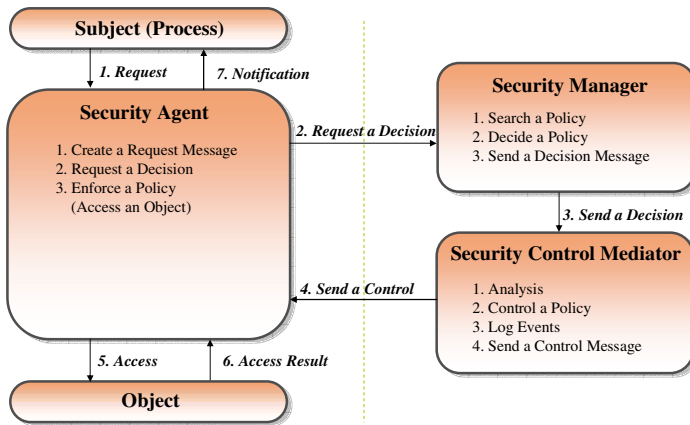 Subject (Process)
1. Request
7. Notification
Security Agent
1. Create a Request Message
2. Request a Decision
3. Enforce a Policy
(Access an Object)
2. Request a Decision
Security Manager
1. Search a Policy
2. Decide a Policy
3. Send a Decision Message
3. Send a Decision
Security Control Mediator
1. Analysis
2. Control a Policy
3. Log Events
4. Send a Control Message
4. Send a Control
5. Access
6. Access Result
Object